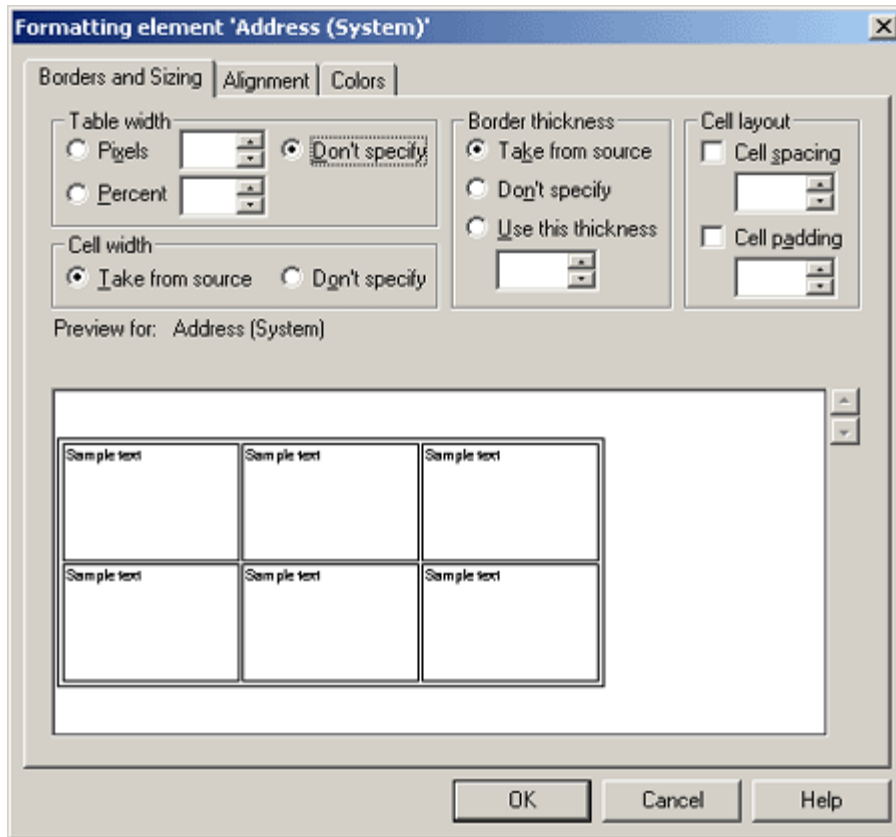 Formatting element 'Address (System)'
Borders and Sizing Alignment Colors
Table width
Pixels Don't specify
Percent
Cell width
Take from source Don't specify
Border thickness
Take from source
Don't specify
Use this thickness
Cell layout
Cell spacing
Cell padding
Preview for: Address (System)
Sample text Sample text Sample text
Sample text Sample text Sample text
OK Cancel Help